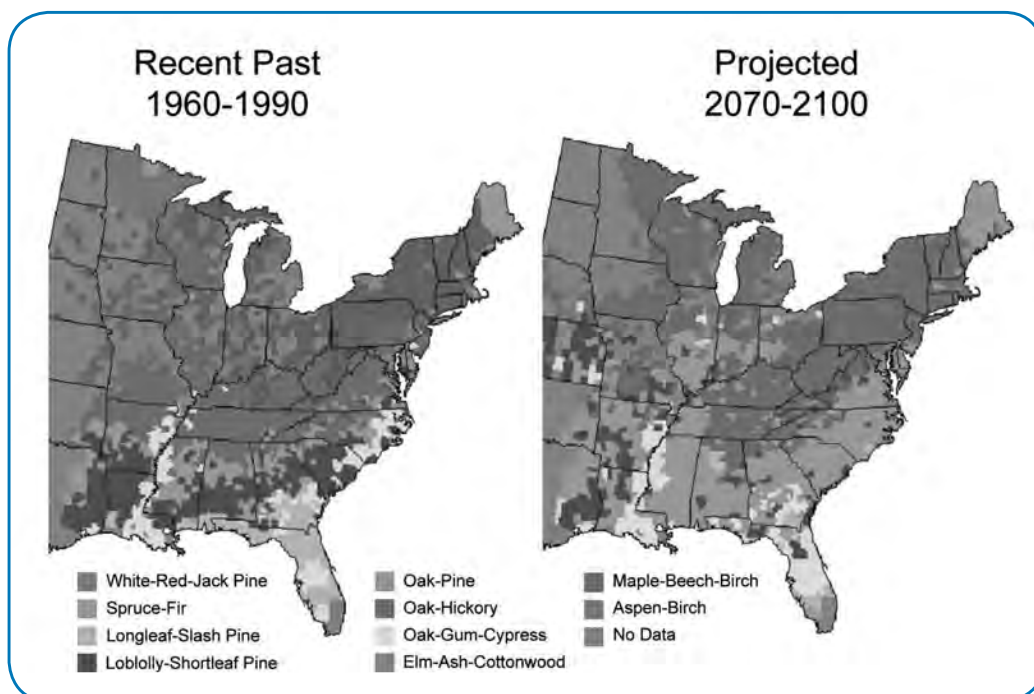 Recent Past
1960-1990
Projected
2070-2100
White-Red-Jack Pine
Spruce-Fir
Longleaf-Slash Pine
Loblolly-Shortleaf Pine
Oak-Pine
Oak-Hickory
Oak-Gum-Cypress
Elm-Ash-Cottonwood
Maple-Beech-Birch
Aspen-Birch
No Data